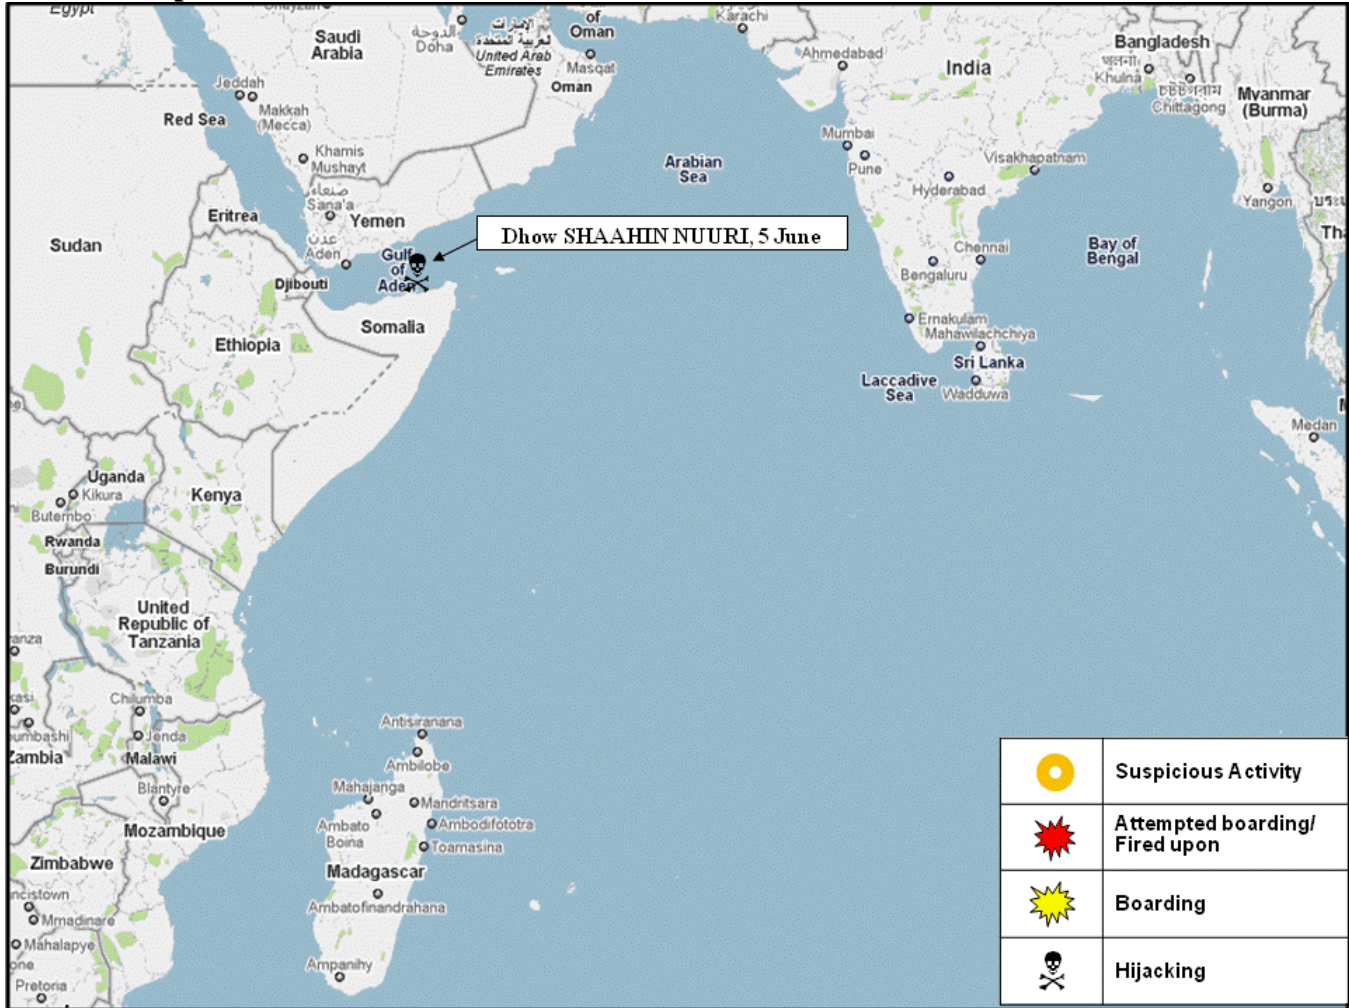 Egypt
Saudi
Arabia
الدوحة
Doha
الإمارات
العربية المتحدة
United Arab
Emirates
of
Oman
Masqat
Oman
Karachi
Ahmedabad
India
Bangladesh
খুলনা
Khulna
চট্টগ্রাম
Chittagong
Myanmar
(Burma)
Jeddah
Makkah
(Mecca)
Red Sea
Khamis
Mushayt
صنعاء
Sana'a
Yemen
Eritrea
Sudan
عدن
Aden
Gulf
of
Aden
Djibouti
Somalia
Ethiopia
Arabian
Sea
Mumbai
Pune
Visakhapatnam
Hyderabad
Yangon
Dhow SHAAHIN NUURI, 5 June
Chennai
Bengaluru
Bay of
Bengal
Ernakulam
Mahawilachchiya
Sri Lanka
Laccadive
Sea
Wadduwa
Medan
Uganda
Kikura
Butembo
Kenya
Rwanda
Burundi
United
Republic of
Tanzania
Chilumba
Jenda
Zambia
Malawi
Blantyre
Mozambique
Zimbabwe
Mmadinare
Mahalapye
Pretoria
Antisiranana
Ambilobe
Mahajanga
Mandritsara
Ambato
Boina
Ambodifototra
Toamasina
Madagascar
Ambatofinandrahana
Ampanihy
Suspicious Activity
Attempted boarding/
Fired upon
Boarding
Hijacking